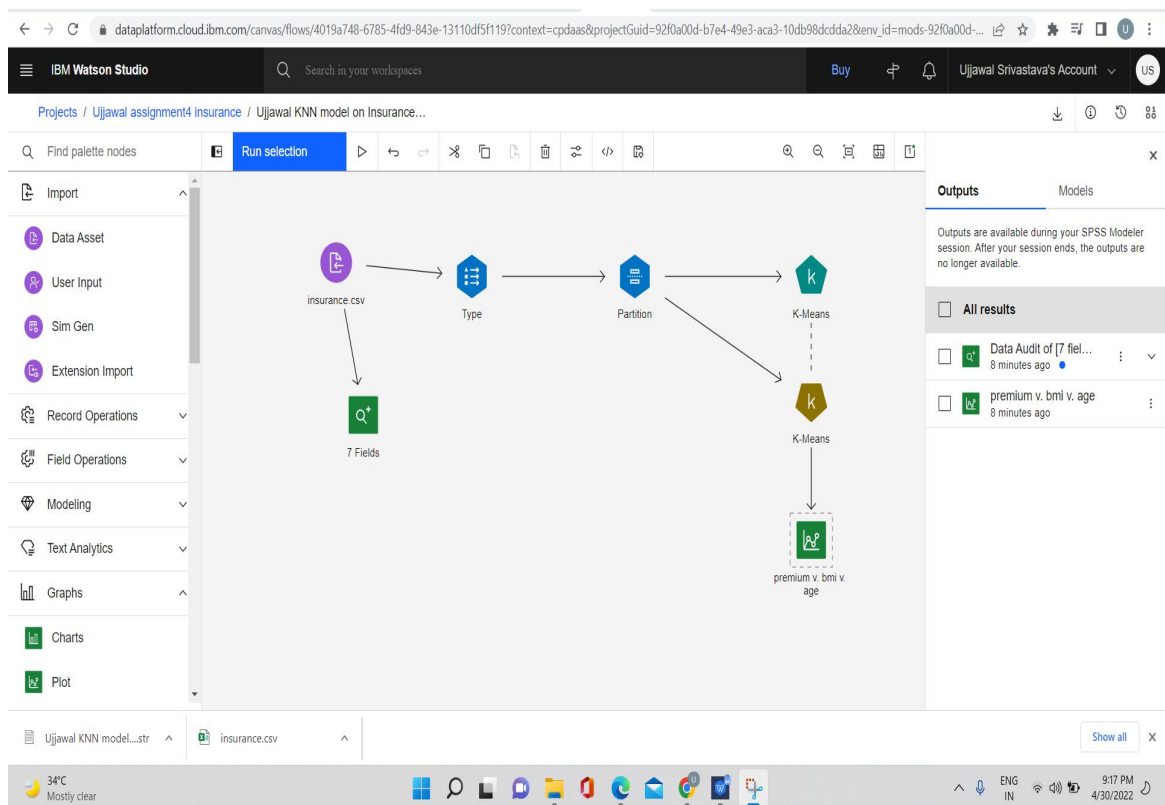 dataplatform.cloud.ibm.com/canvas/flows/4019a748-6785-4fd9-843e-13110df5f119?context=cpdaas&projectGuid=92f0a00d-b7e4-49e3-aca3-10db98dcdda2&env_id=mods-92f0a00d-... U
IBM Watson Studio Search in your workspaces Buy Ujjawal Srivastava's Account US
Projects / Ujjawal assignment4 insurance / Ujjawal KNN model on Insurance...
Find palette nodes Run selection
Import
Data Asset
User Input
Sim Gen
Extension Import
Record Operations
Field Operations
Modeling
Text Analytics
Graphs
Charts
Plot
insurance.csv
Type
Partition
K-Means
7 Fields
K-Means
premium v. bmi v.
age
Outputs Models
Outputs are available during your SPSS Modeler
session. After your session ends, the outputs are
no longer available.
All results
Data Audit of [7 fiel...
8 minutes ago
premium v. bmi v. age
8 minutes ago
Ujjawal KNN model....str insurance.csv Show all X
34°C
Mostly clear
ENG
IN
9:17 PM
4/30/2022